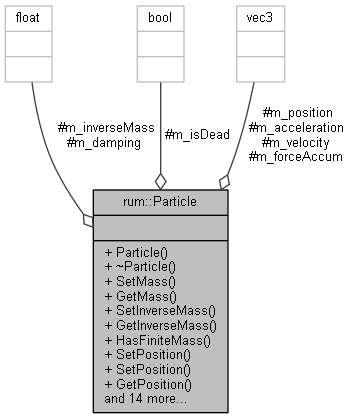 float
bool
vec3
#m_inverseMass
#m_damping
#m_isDead
#m_position
#m_acceleration
#m_velocity
#m_forceAccum
rum::Particle
+ Particle()
+ ~Particle()
+ SetMass()
+ GetMass()
+ SetInverseMass()
+ GetInverseMass()
+ HasFiniteMass()
+ SetPosition()
+ SetPosition()
+ GetPosition()
and 14 more...